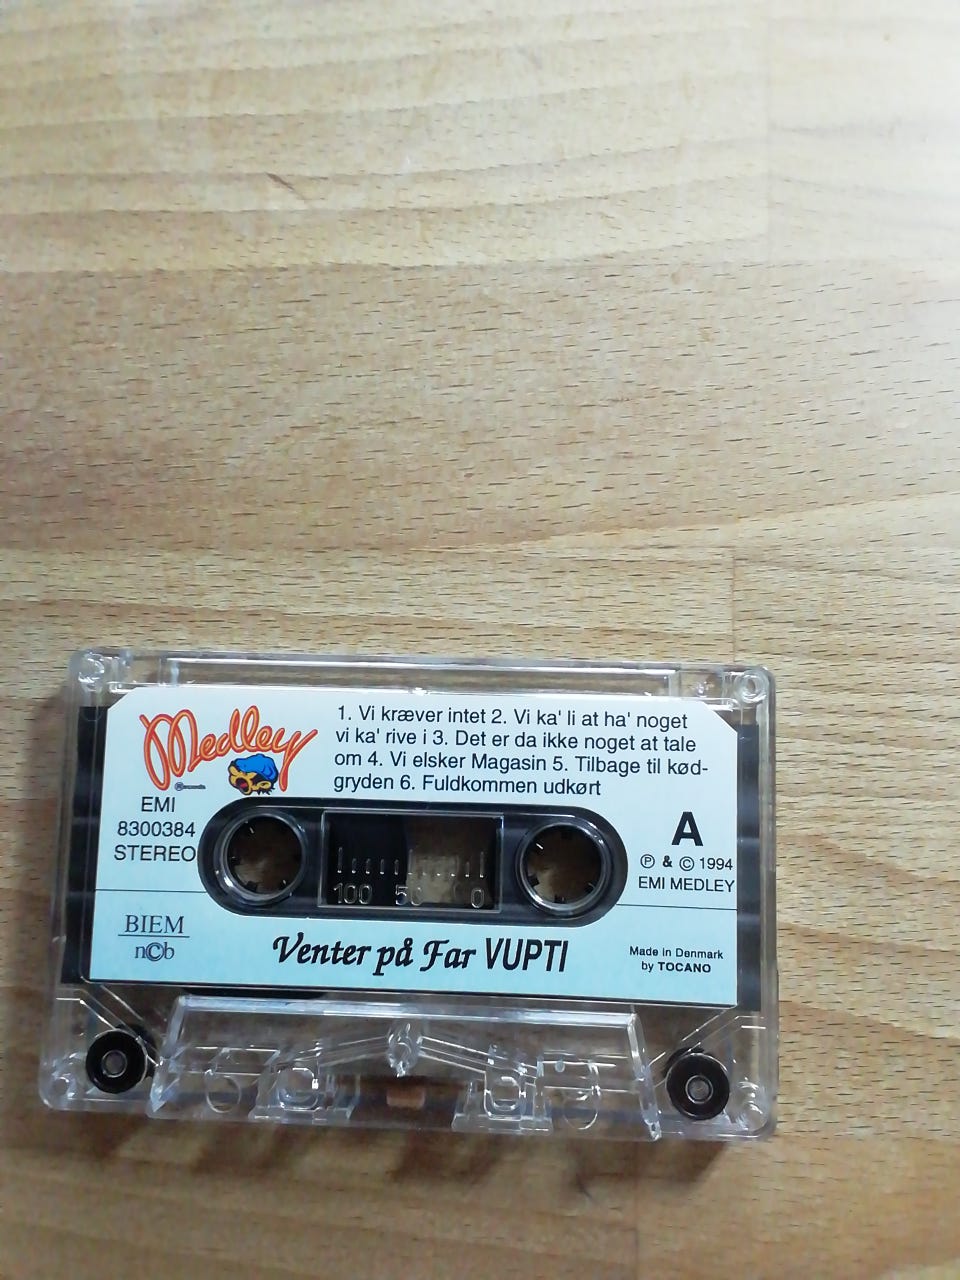 Medley
1. Vi kræver intet 2. Vi ka' li at ha' noget
vi ka' rive i 3. Det er da ikke noget at tale
om 4. Vi elsker Magasin 5. Tilbage til kød-
gryden 6. Fuldkommen udkørt
EMI
8300384
STEREO
A
℗ & © 1994
EMI MEDLEY
100 50 0
BIEM
n©b
Venter på Far VUPTI
Made in Denmark
by TOCANO